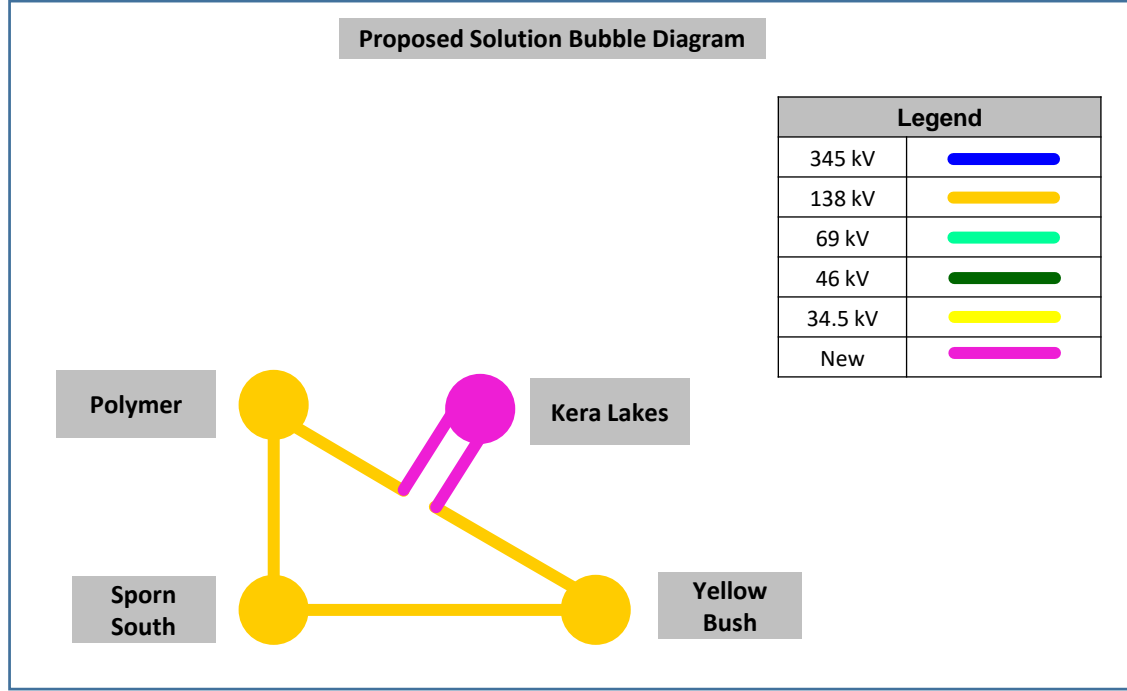 Proposed Solution Bubble Diagram
Legend
345 kV
138 kV
69 kV
46 kV
34.5 kV
New
Polymer
Kera Lakes
Sporn
South
Yellow
Bush